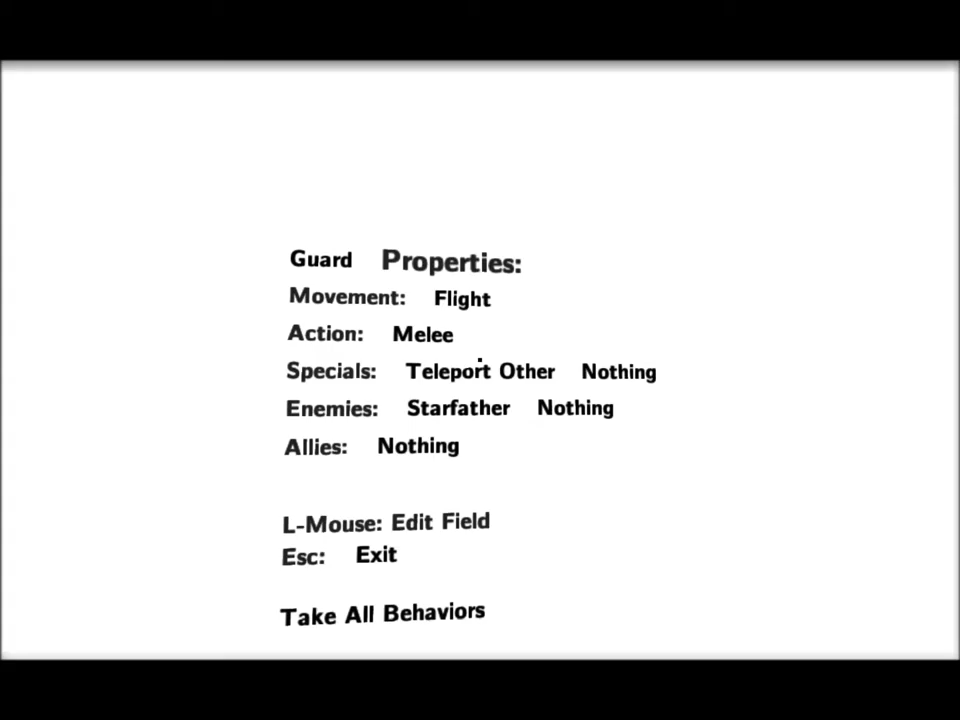 Guard Properties:
Movement: Flight
Action: Melee
Specials: Teleport Other Nothing
Enemies: Starfather Nothing
Allies: Nothing
L-Mouse: Edit Field
Esc: Exit
Take All Behaviors